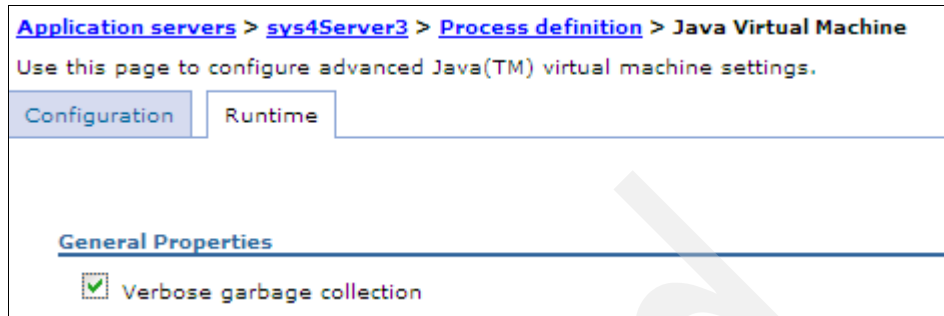 Application servers > sys4Server3 > Process definition > Java Virtual Machine
Use this page to configure advanced Java(TM) virtual machine settings.
Configuration Runtime
General Properties
Verbose garbage collection